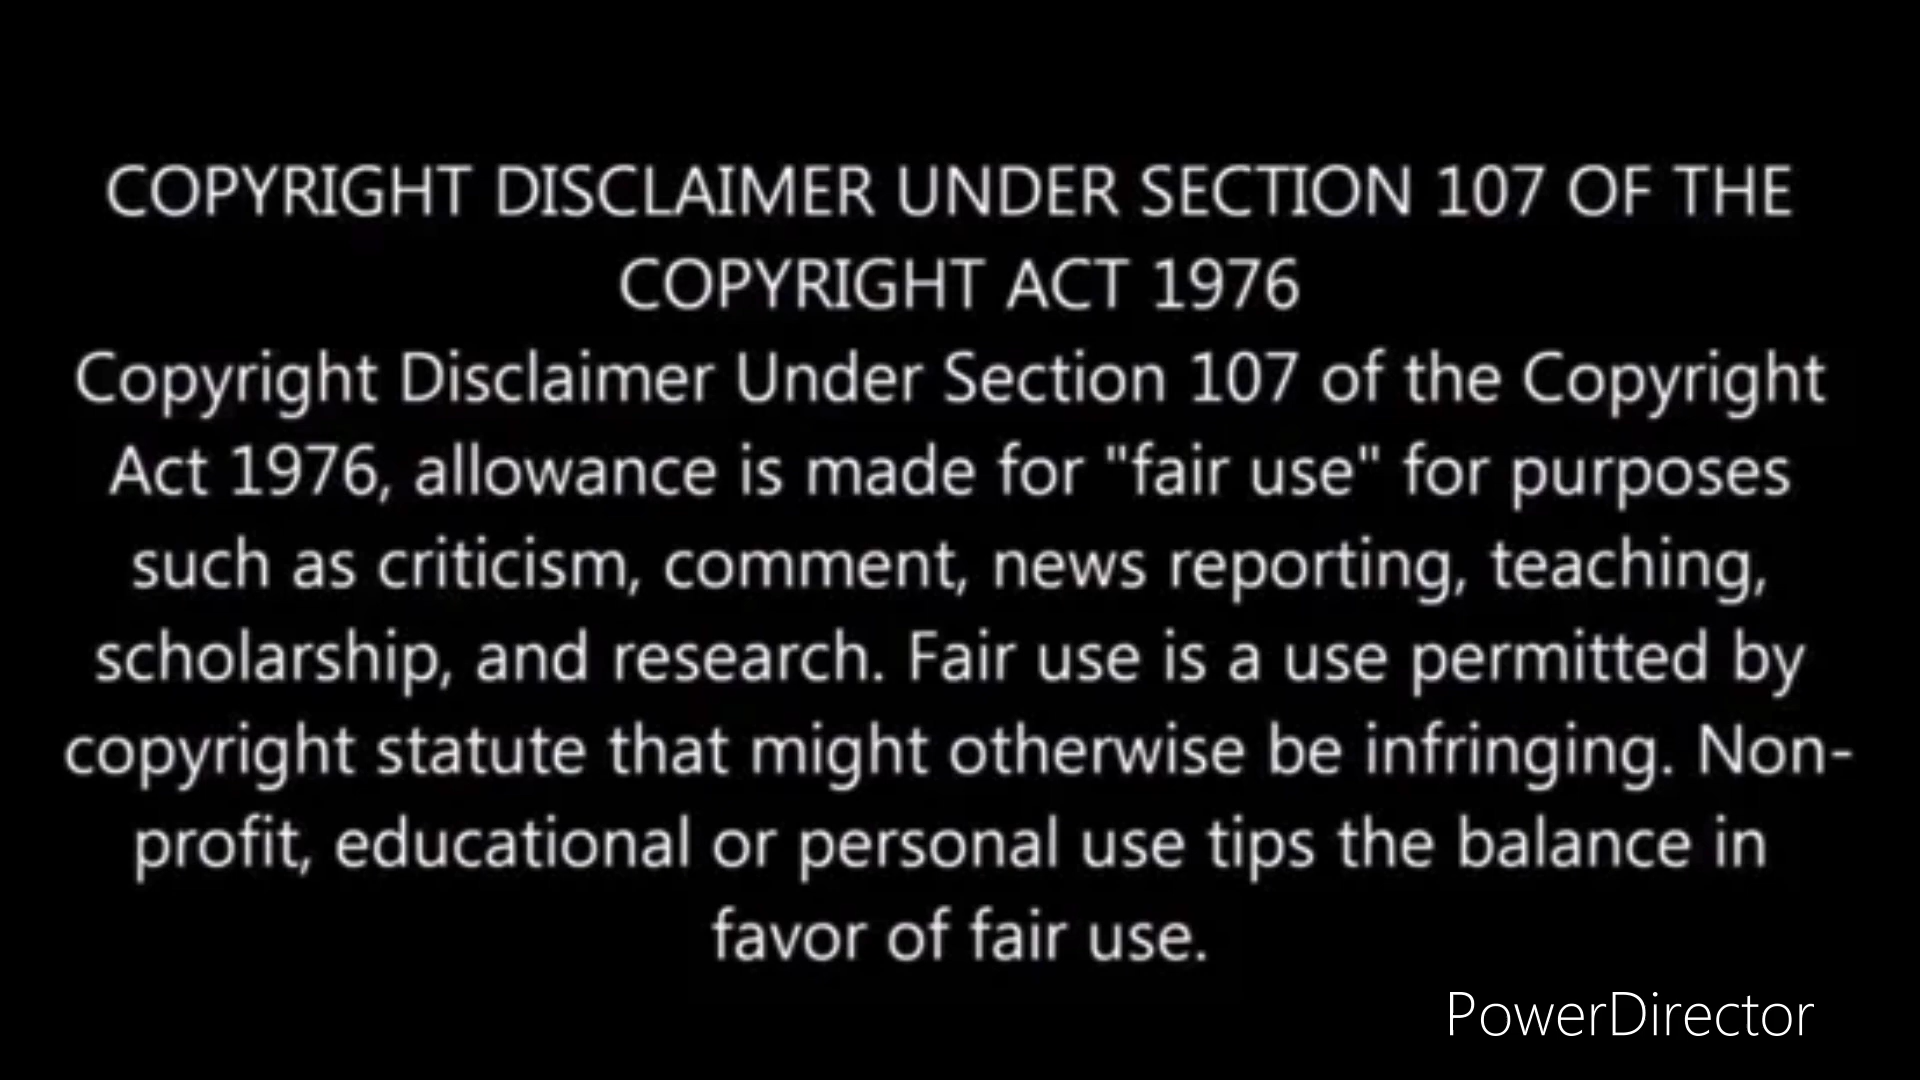 COPYRIGHT DISCLAIMER UNDER SECTION 107 OF THE
COPYRIGHT ACT 1976
Copyright Disclaimer Under Section 107 of the Copyright
Act 1976, allowance is made for "fair use" for purposes
such as criticism, comment, news reporting, teaching,
scholarship, and research. Fair use is a use permitted by
copyright statute that might otherwise be infringing. Non-
profit, educational or personal use tips the balance in
favor of fair use.
PowerDirector